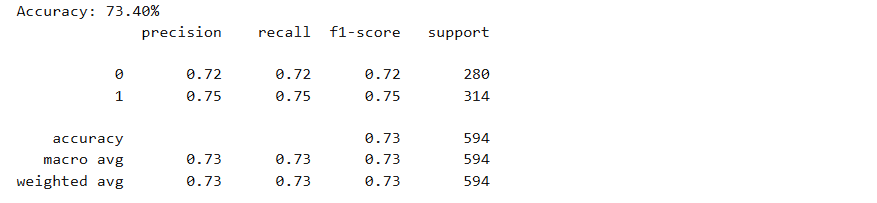 Accuracy: 73.40%
precision recall f1-score support
0 0.72 0.72 0.72 280
1 0.75 0.75 0.75 314
accuracy 0.73 594
macro avg 0.73 0.73 0.73 594
weighted avg 0.73 0.73 0.73 594